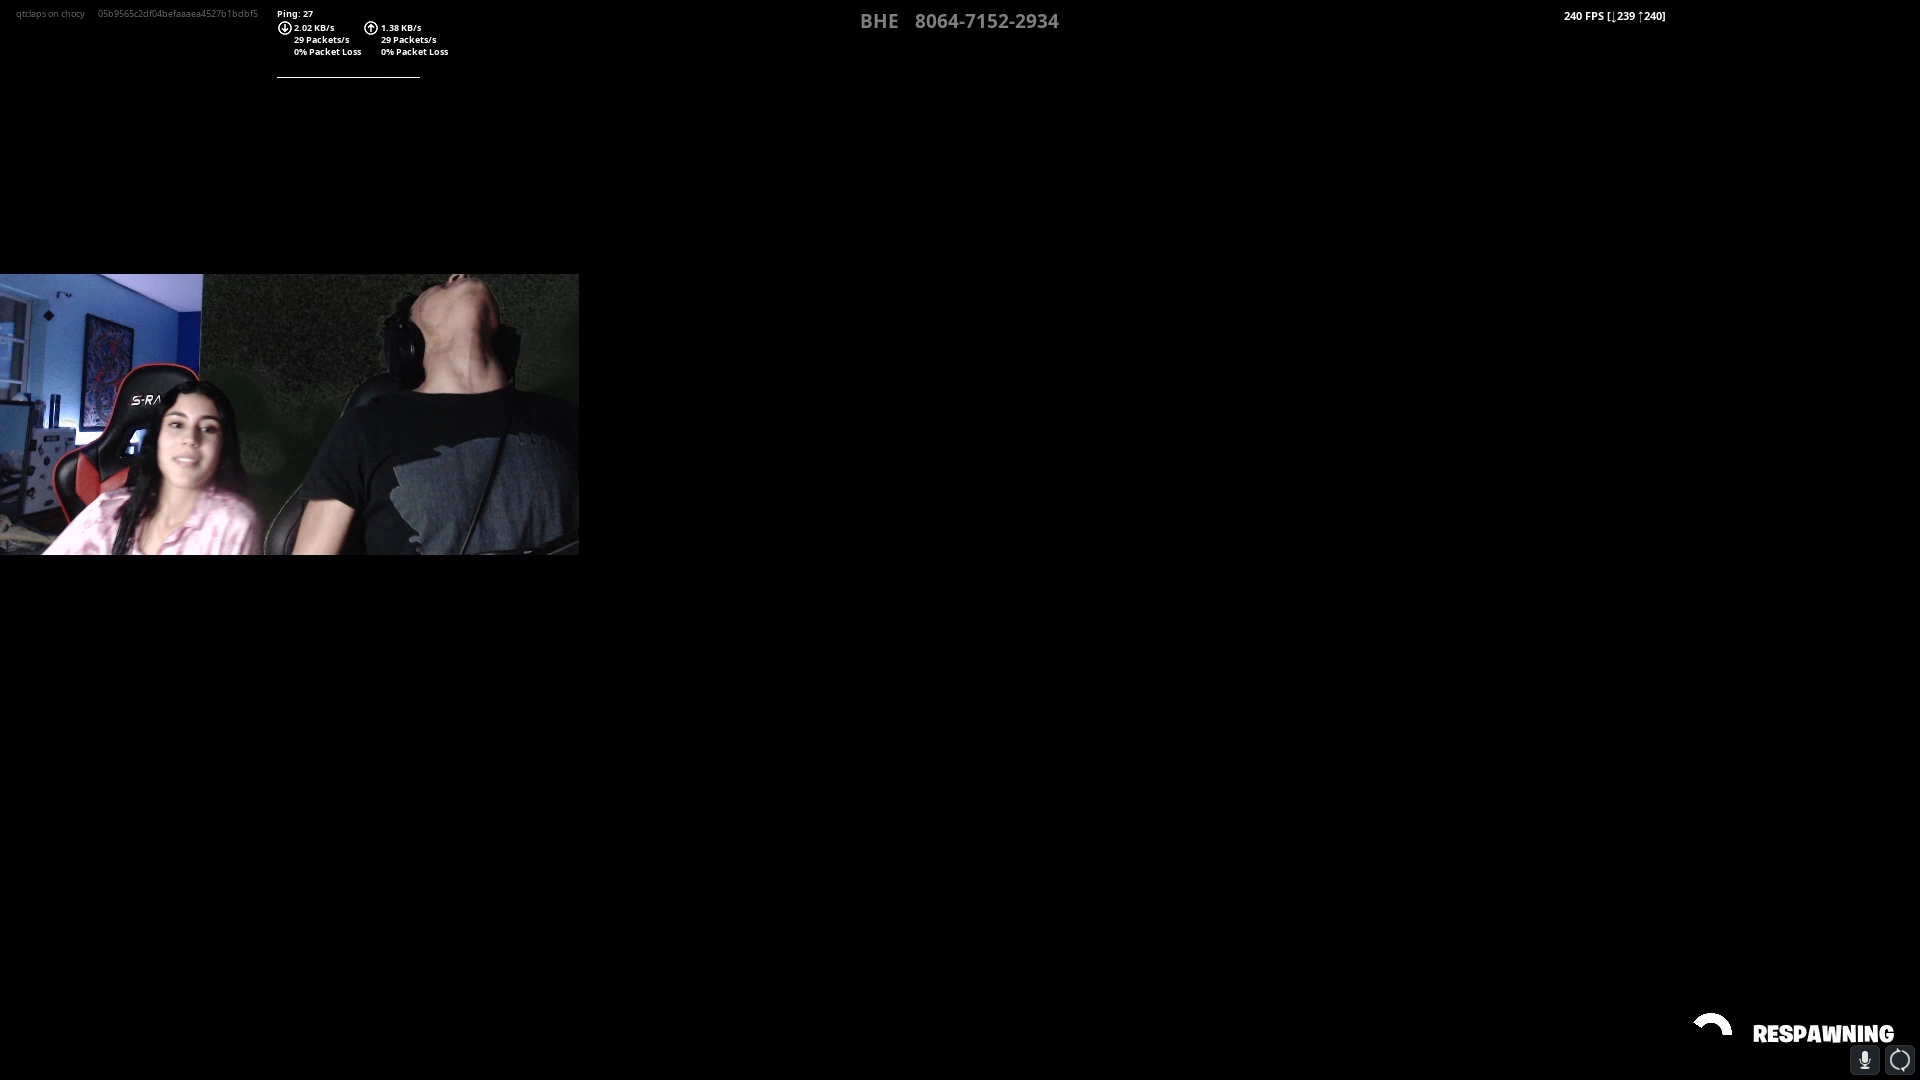 qtclaps on chocy 05b9565c2df04befaaaea4527b1bdbf5
Ping: 27
2.02 KB/s 1.38 KB/s
29 Packets/s 29 Packets/s
0% Packet Loss 0% Packet Loss
BHE 8064-7152-2934
240 FPS [↓239 ↑240]
S-RA
RESPAWNING